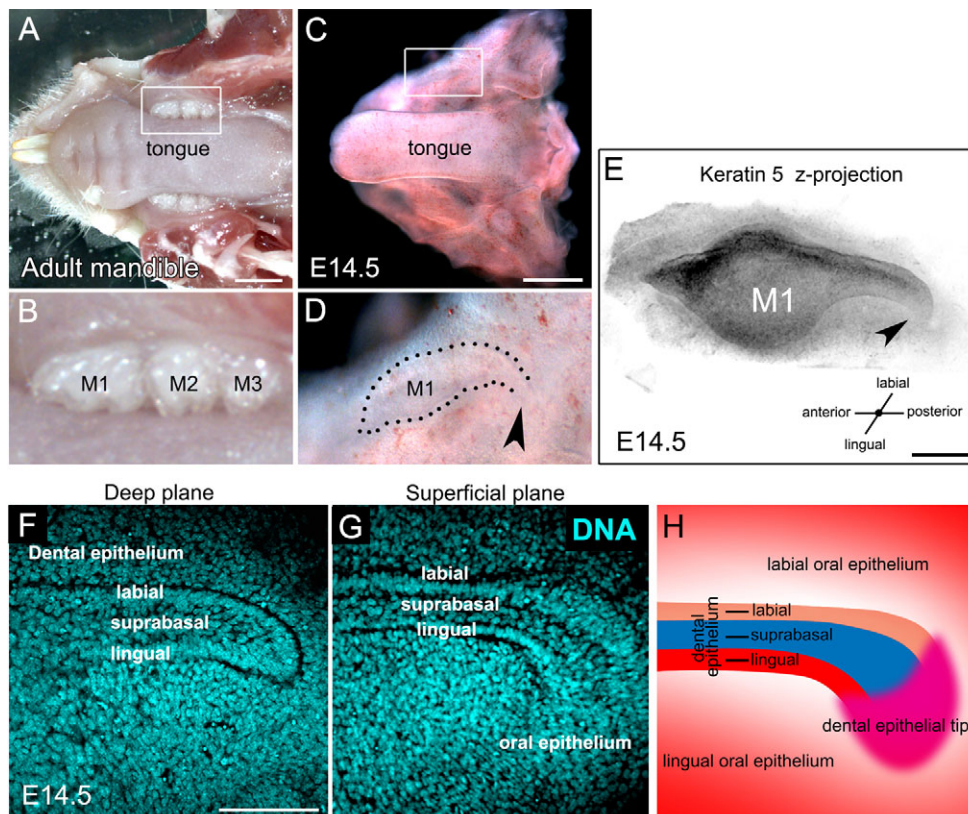 A
tongue
Adult mandible
B
M1 M2 M3
C
tongue
E14.5
D
M1
E
Keratin 5 z-projection
M1
labial
anterior posterior
lingual
E14.5
Deep plane
F
Dental epithelium
labial
suprabasal
lingual
E14.5
Superficial plane
G
DNA
labial
suprabasal
lingual
oral epithelium
H
labial oral epithelium
dental
epithelium
labial
suprabasal
lingual
dental epithelial tip
lingual oral epithelium